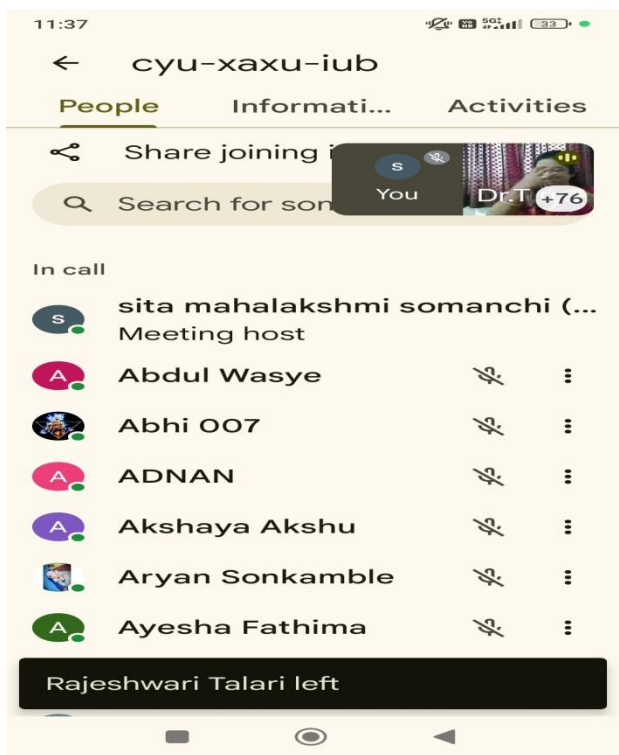 11:37
5G
33
cyu-xaxu-iub
People Informati... Activities
Share joining i
S
You
Dr.T
+76
Search for son
In call
S
sita mahalakshmi somanchi (...
Meeting host
A
Abdul Wasye
Abhi 007
A
ADNAN
A
Akshaya Akshu
Aryan Sonkamble
A
Ayesha Fathima
Rajeshwari Talari left